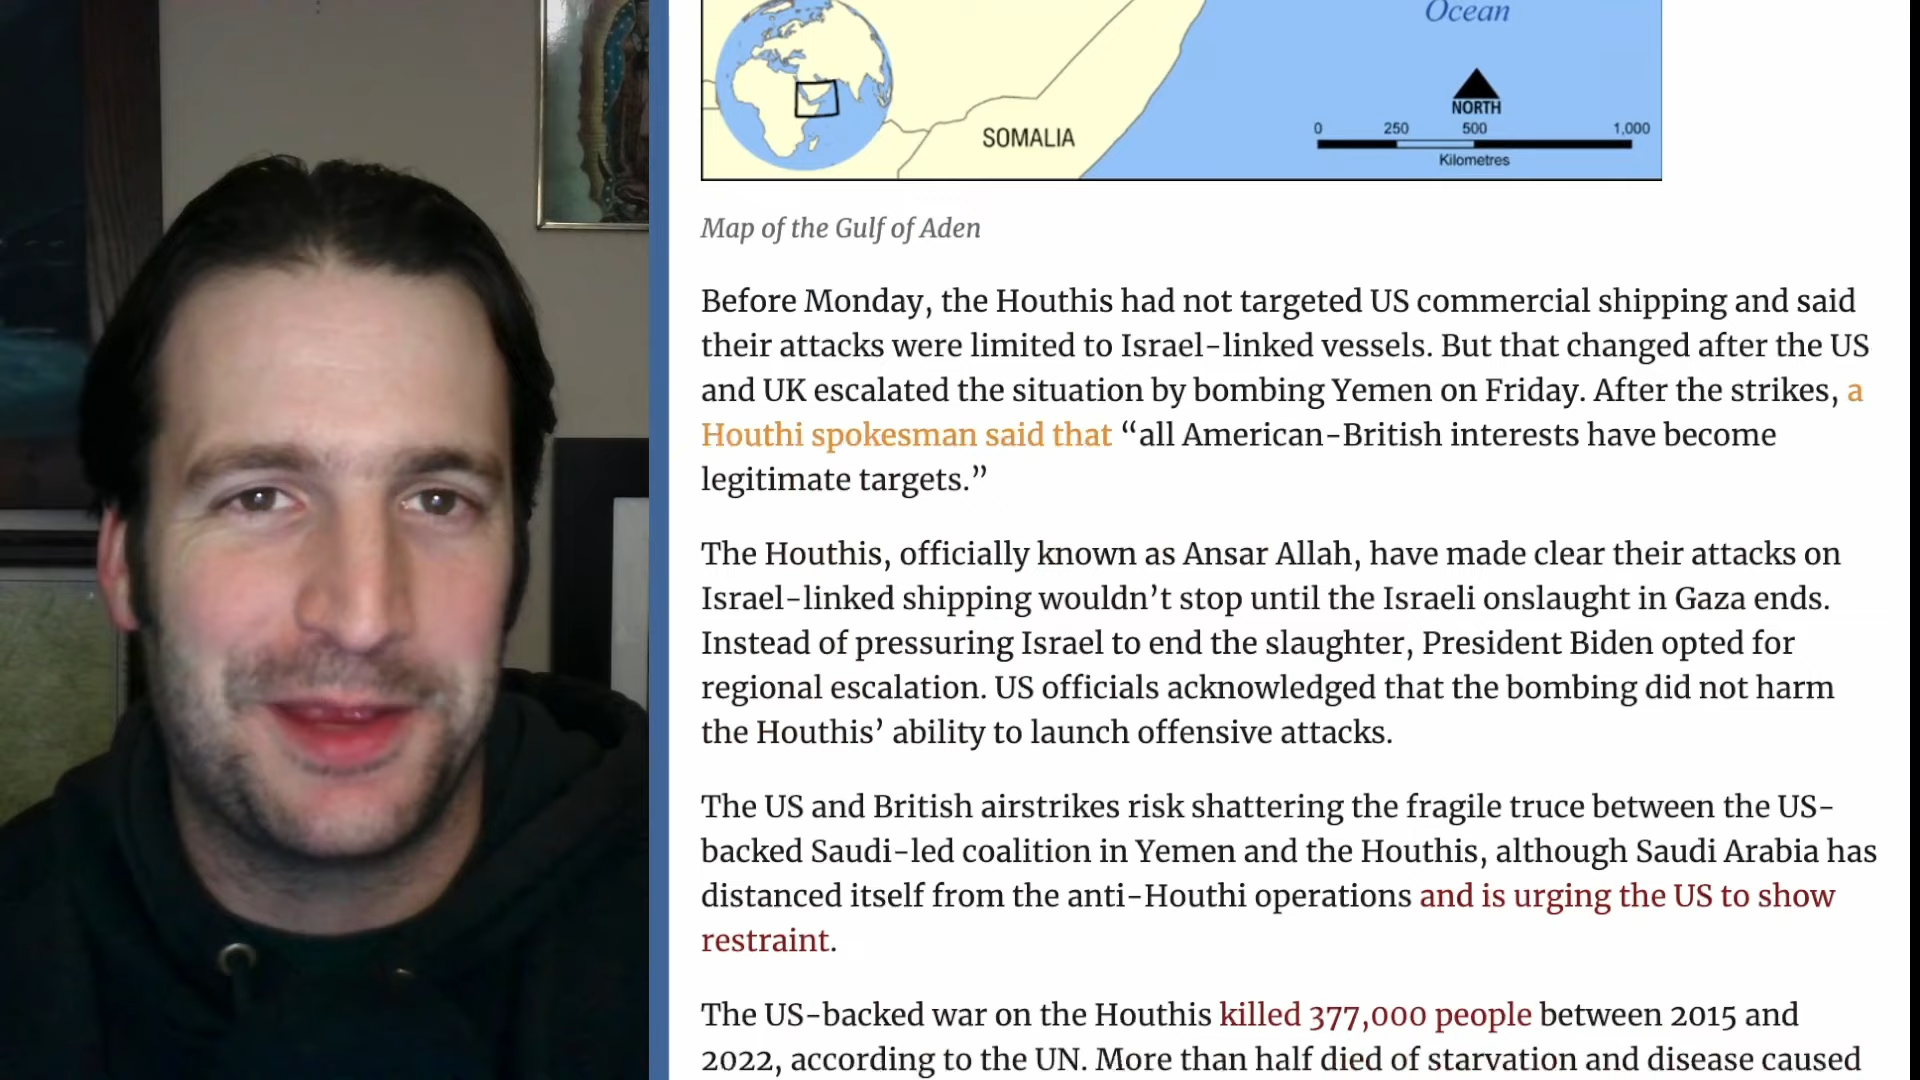 Ocean
NORTH
0 250 500 1,000
Kilometres
SOMALIA
Map of the Gulf of Aden
Before Monday, the Houthis had not targeted US commercial shipping and said
their attacks were limited to Israel-linked vessels. But that changed after the US
and UK escalated the situation by bombing Yemen on Friday. After the strikes, a
Houthi spokesman said that “all American-British interests have become
legitimate targets.”
The Houthis, officially known as Ansar Allah, have made clear their attacks on
Israel-linked shipping wouldn’t stop until the Israeli onslaught in Gaza ends.
Instead of pressuring Israel to end the slaughter, President Biden opted for
regional escalation. US officials acknowledged that the bombing did not harm
the Houthis’ ability to launch offensive attacks.
The US and British airstrikes risk shattering the fragile truce between the US-
backed Saudi-led coalition in Yemen and the Houthis, although Saudi Arabia has
distanced itself from the anti-Houthi operations and is urging the US to show
restraint.
The US-backed war on the Houthis killed 377,000 people between 2015 and
2022, according to the UN. More than half died of starvation and disease caused